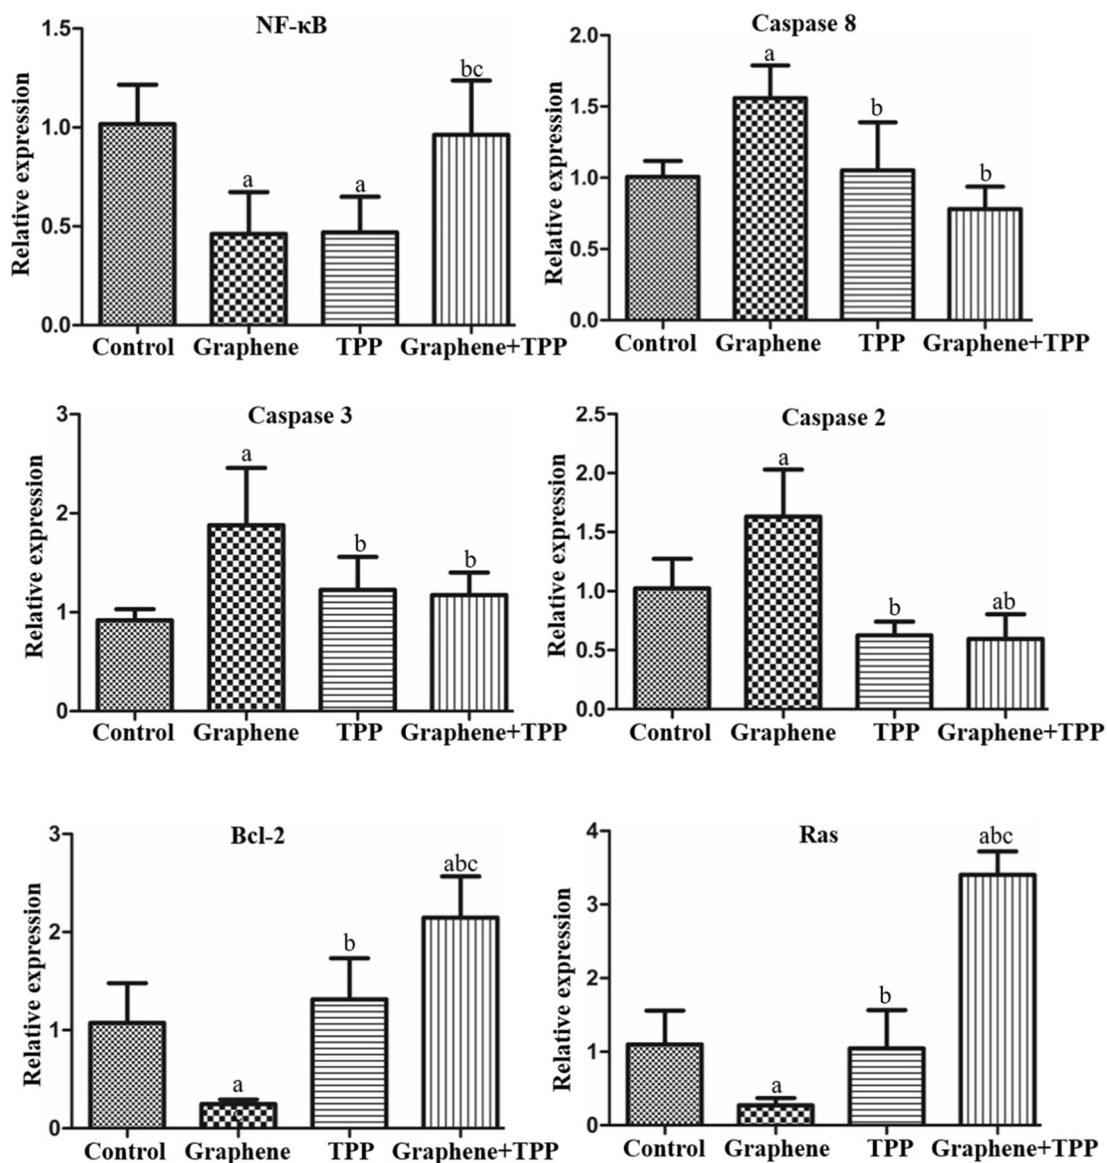 NF-κB
Relative expression
1.5
1.0
0.5
0.0
a
a
bc
Control Graphene TPP Graphene+TPP
Caspase 8
Relative expression
2.0
1.5
1.0
0.5
0.0
a
b
b
Control Graphene TPP Graphene+TPP
Caspase 3
Relative expression
3
2
1
0
a
b
b
Control Graphene TPP Graphene+TPP
Caspase 2
Relative expression
2.5
2.0
1.5
1.0
0.5
0.0
a
b
ab
Control Graphene TPP Graphene+TPP
Bcl-2
Relative expression
3
2
1
0
a
b
abc
Control Graphene TPP Graphene+TPP
Ras
Relative expression
4
3
2
1
0
a
b
abc
Control Graphene TPP Graphene+TPP